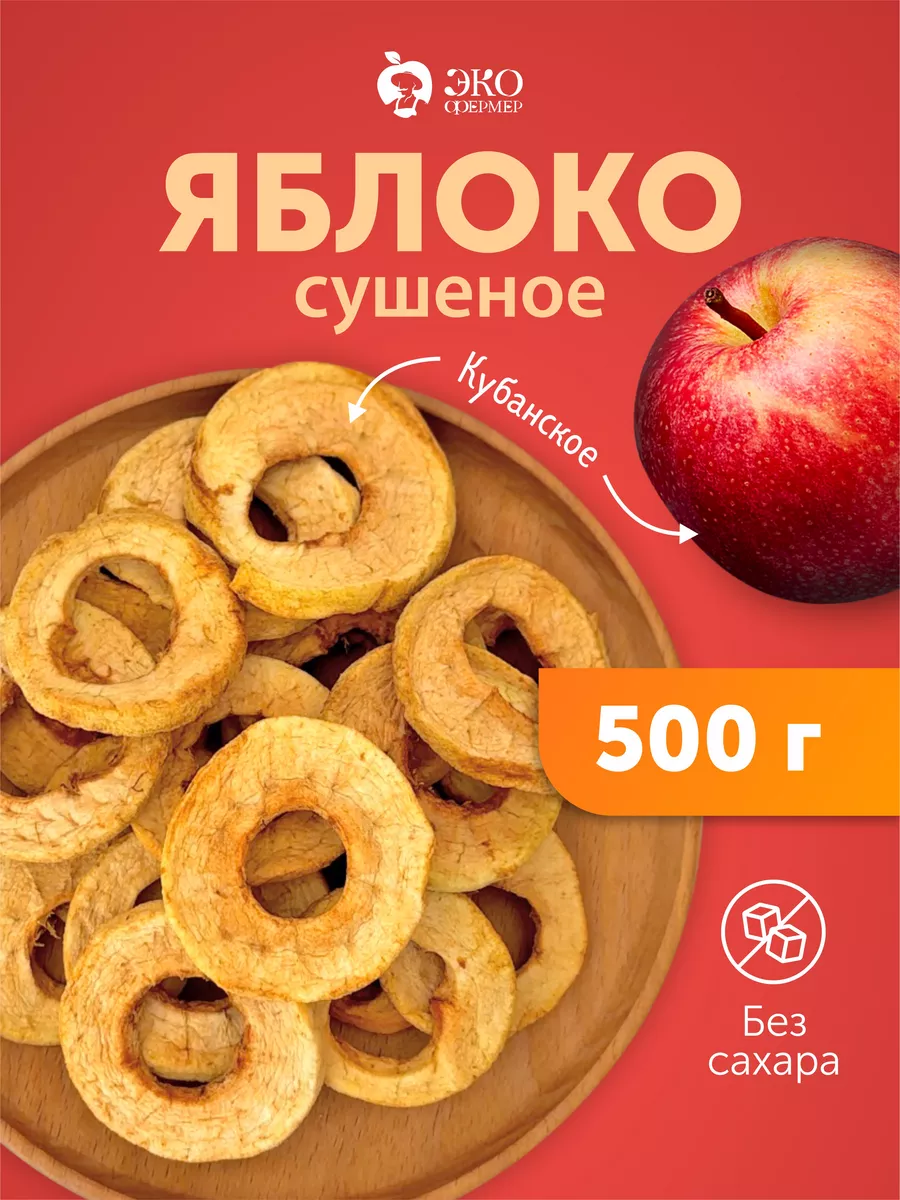 ЭКО
ФЕРМЕР
ЯБЛОКО
сушеное
Кубанское
500 г
Без
сахара